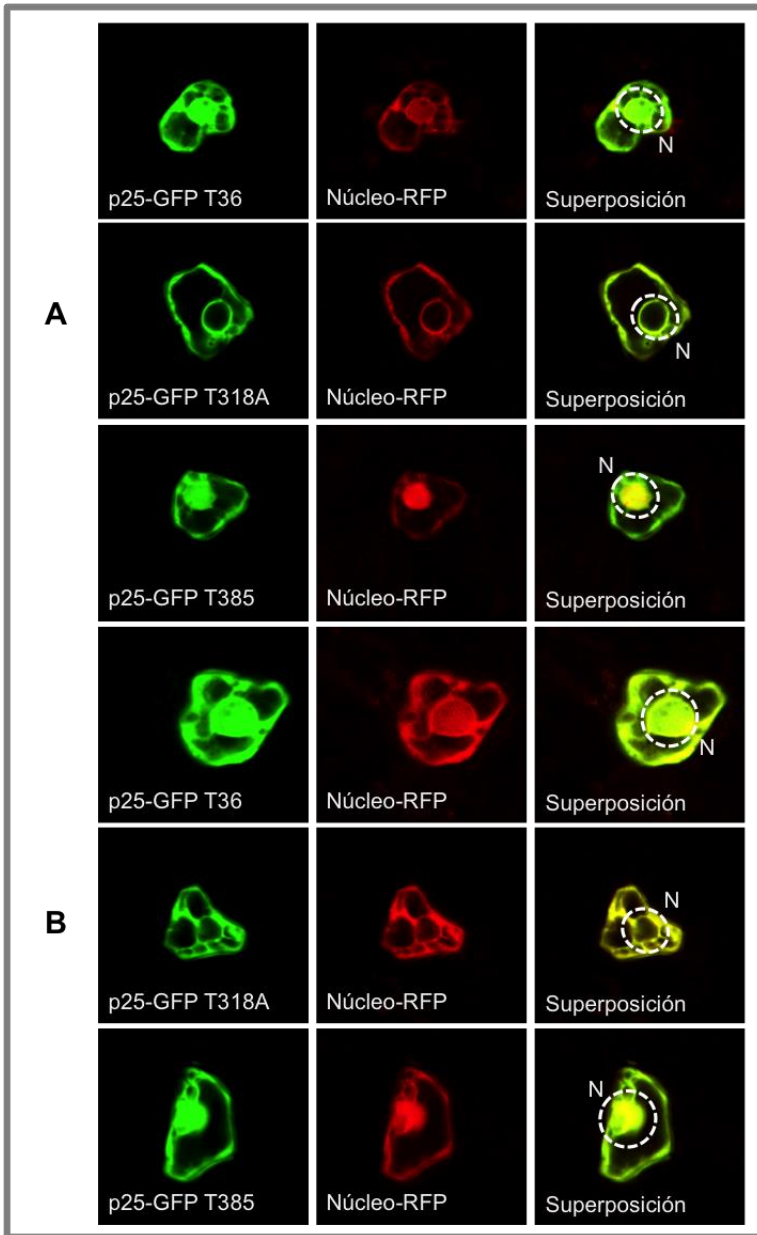 p25-GFP T36 Núcleo-RFP Superposición
N
A
p25-GFP T318A Núcleo-RFP Superposición
N
p25-GFP T385 Núcleo-RFP Superposición
N
p25-GFP T36 Núcleo-RFP Superposición
N
B
p25-GFP T318A Núcleo-RFP Superposición
N
p25-GFP T385 Núcleo-RFP Superposición
N